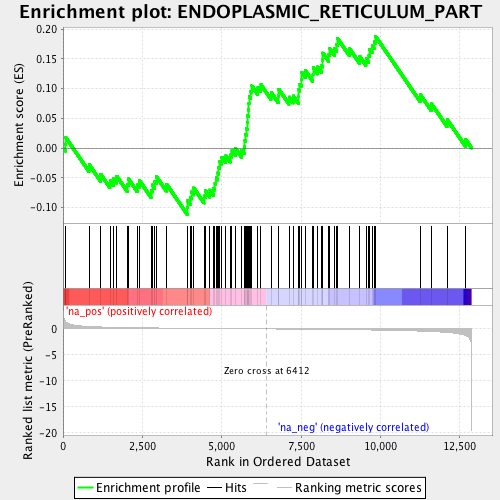 Enrichment plot: ENDOPLASMIC_RETICULUM_PART
Enrichment score (ES)
0.20
0.15
0.10
0.05
0.00
-0.05
-0.10
'na_pos' (positively correlated)
Ranked list metric (PreRanked)
0
-5
-10
-15
-20
Zero cross at 6412
'na_neg' (negatively correlated)
0
2,500
5,000
7,500
10,000
12,500
Rank in Ordered Dataset
Enrichment profile
Hits
Ranking metric scores